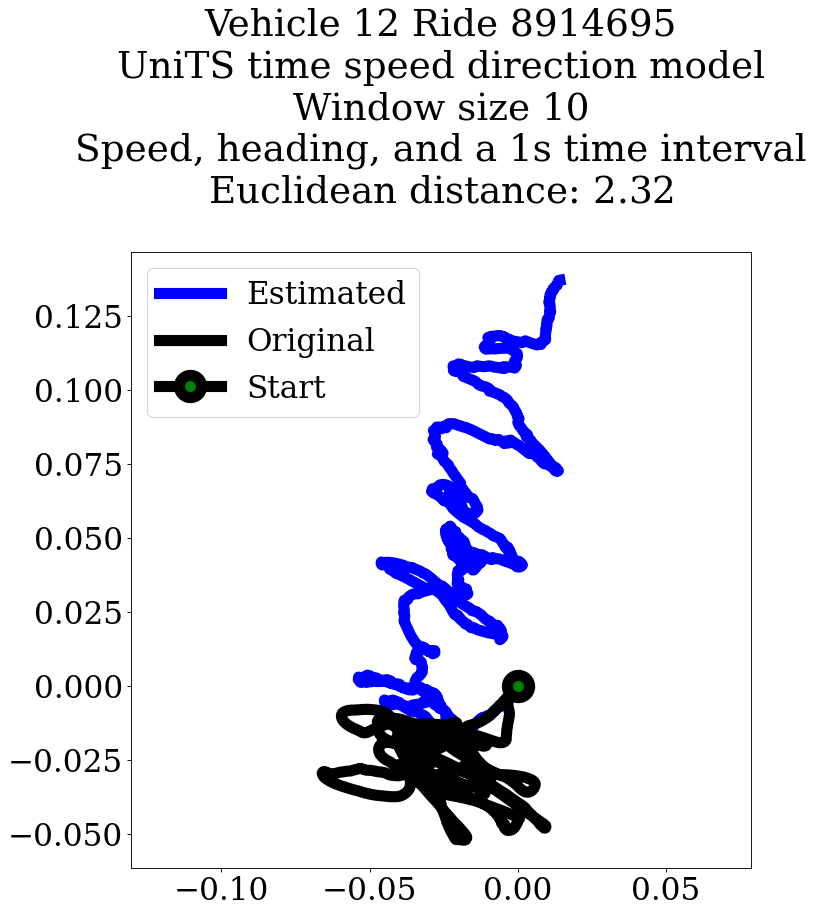 Vehicle 12 Ride 8914695
UniTS time speed direction model
Window size 10
Speed, heading, and a 1s time interval
Euclidean distance: 2.32
Estimated
Original
Start
0.125
0.100
0.075
0.050
0.025
0.000
−0.025
−0.050
−0.10
−0.05
0.00
0.05